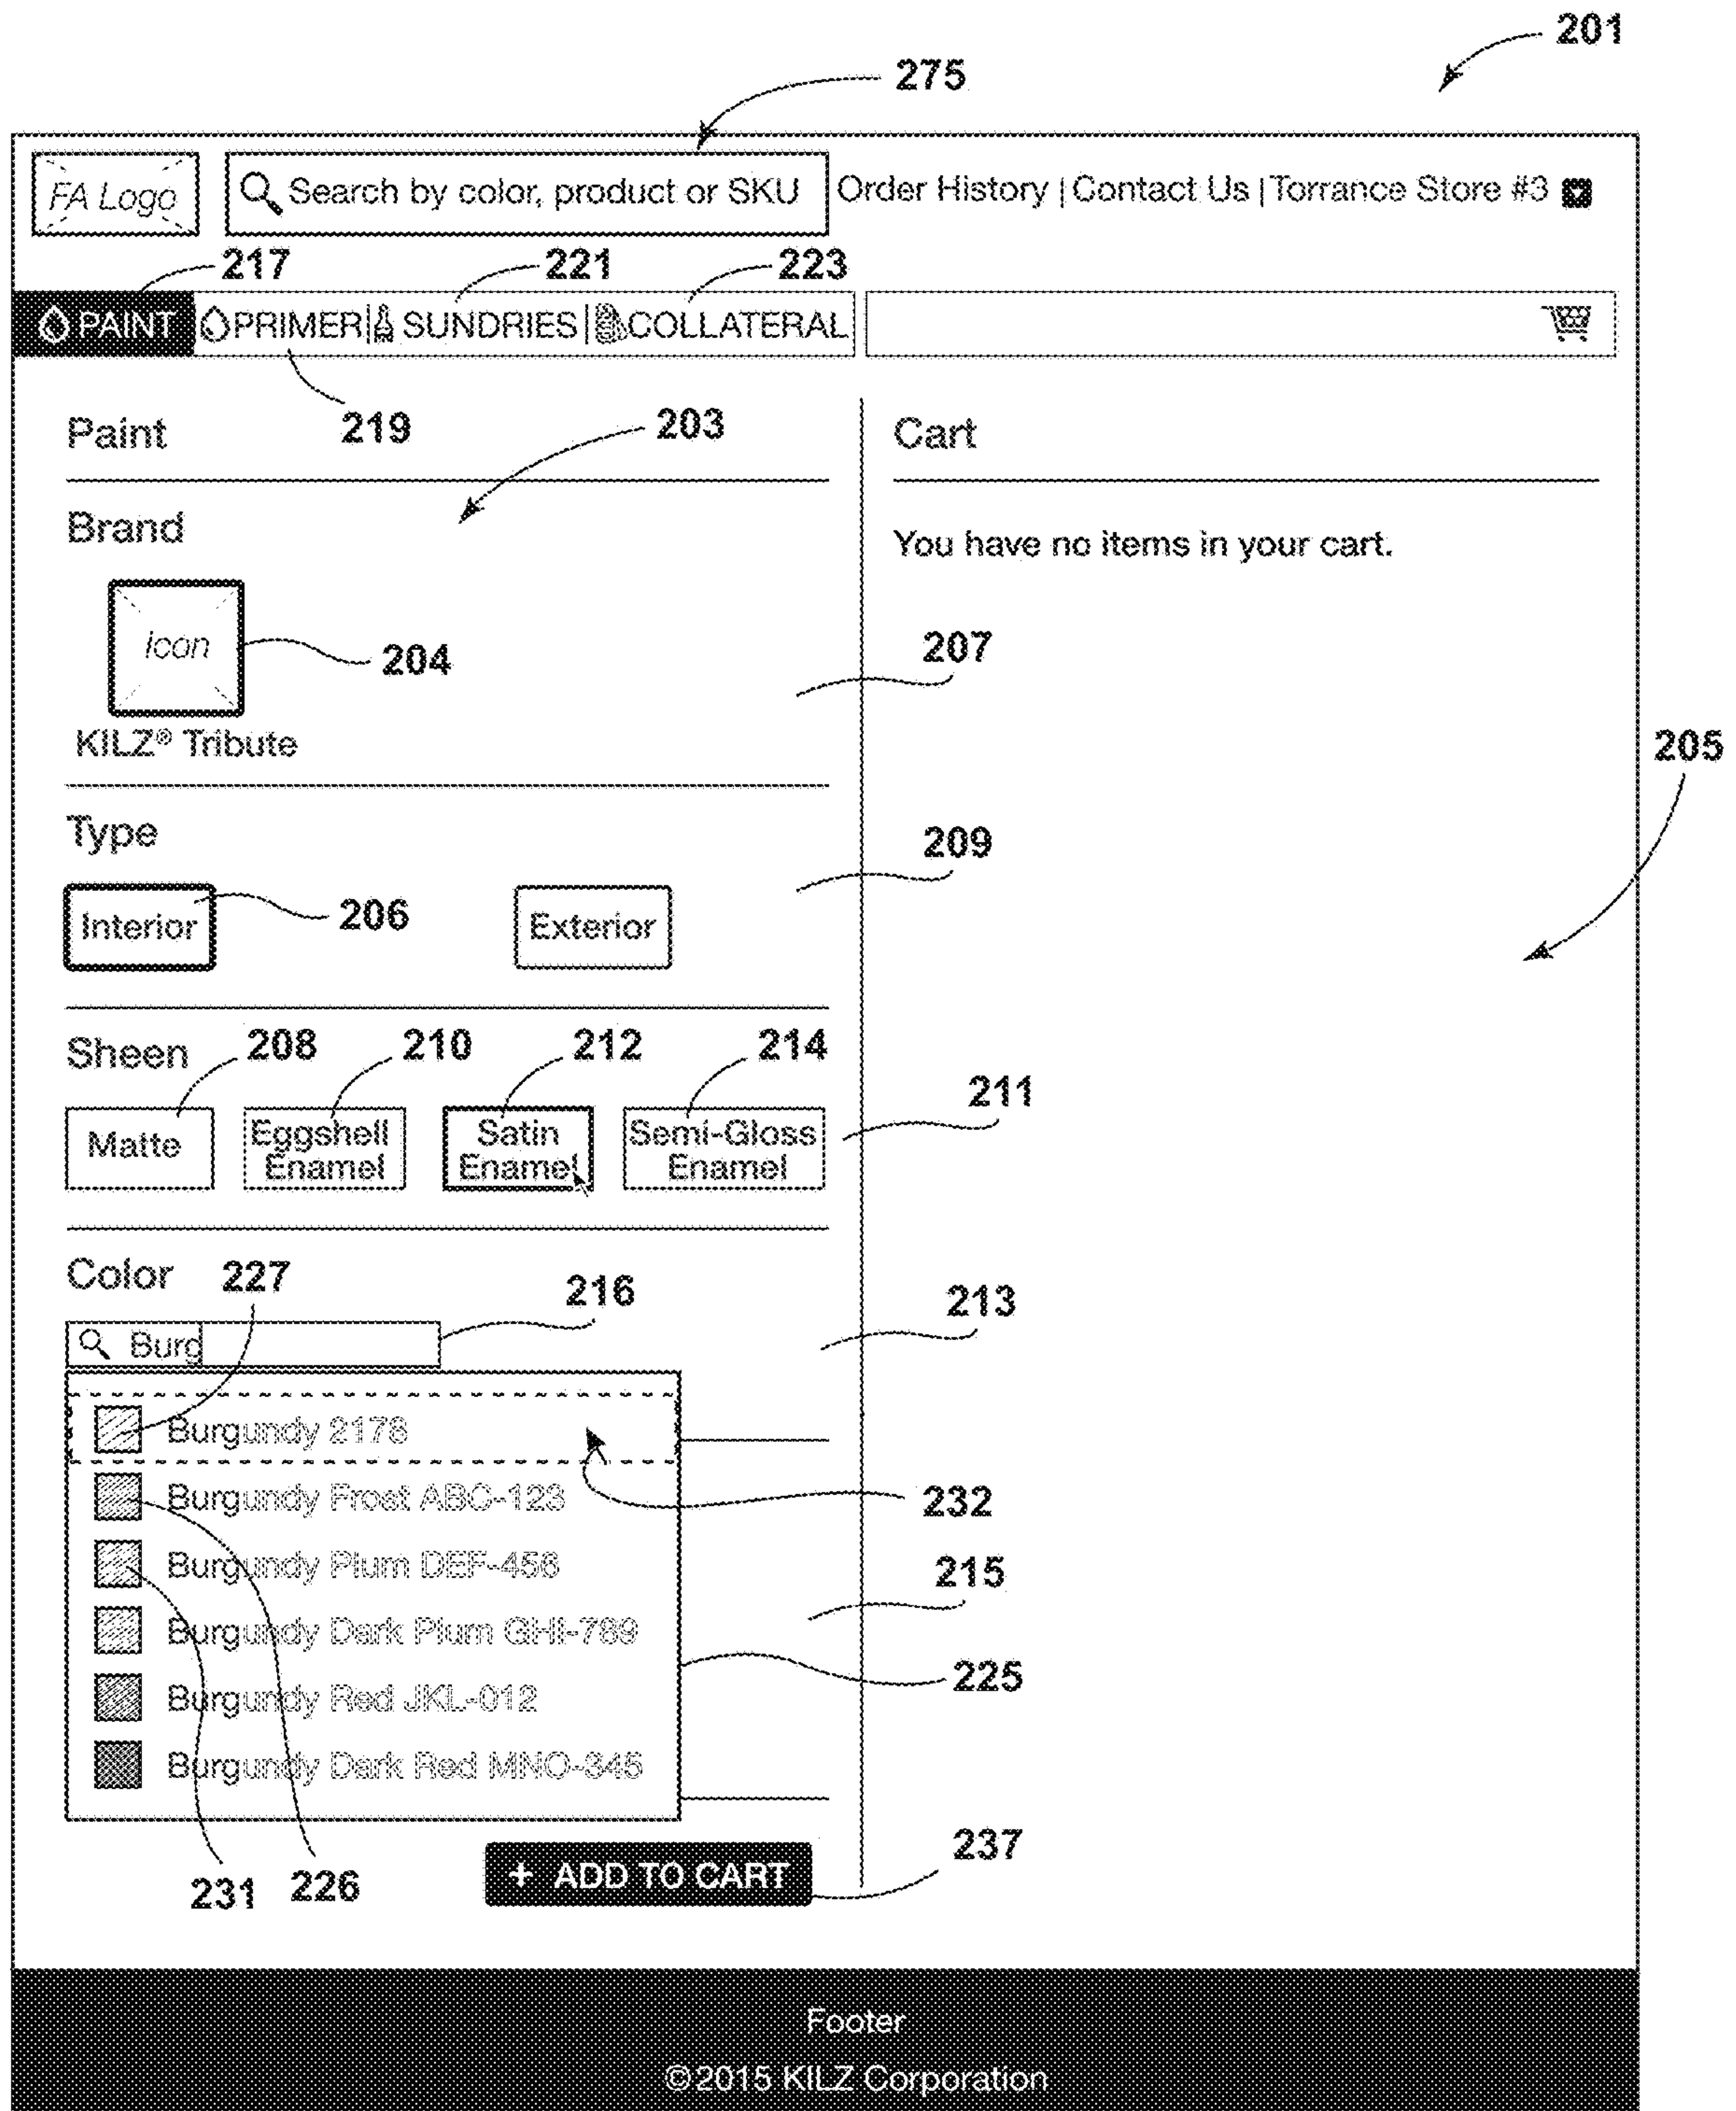 201
275
FA Logo
Search by color, product or SKU
Order History | Contact Us | Torrance Store #3
217 221 223
PAINT PRIMER | SUNDRIES | COLLATERAL
219
203
Paint
Cart
Brand
You have no items in your cart.
Icon
204
207
KILZ® Tribute
205
Type
209
Interior
206
Exterior
Sheen
208 210 212 214
211
Matte
Eggshell
Enamel
Satin
Enamel
Semi-Gloss
Enamel
Color
227
216
213
Burg
Burgundy 2178
Burgundy Frost ABC-123
232
Burgundy Plum DEF-456
215
Burgundy Dark Plum GHI-789
225
Burgundy Red JKL-012
Burgundy Dark Red MNO-345
237
231
226
+ ADD TO CART
Footer
©2015 KILZ Corporation